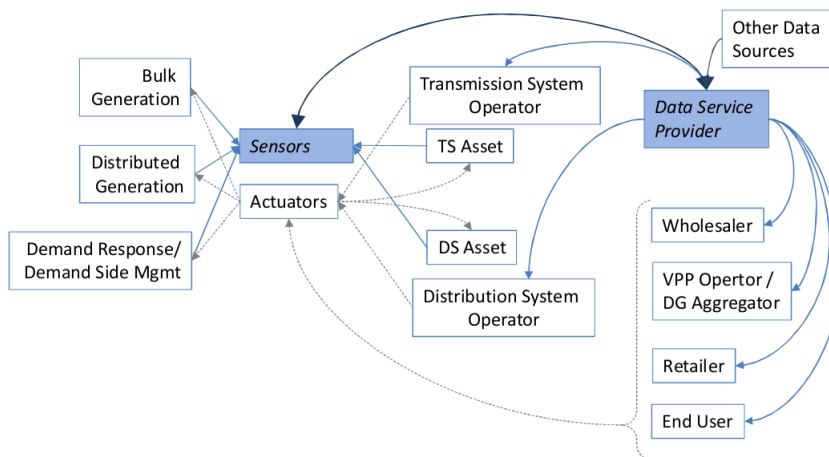 Other Data
Sources
Bulk
Generation
Transmission System
Operator
Data Service
Provider
Sensors
TS Asset
Distributed
Generation
Actuators
Wholesaler
Demand Response/
Demand Side Mgmt
DS Asset
VPP Opertor /
DG Aggregator
Distribution System
Operator
Retailer
End User